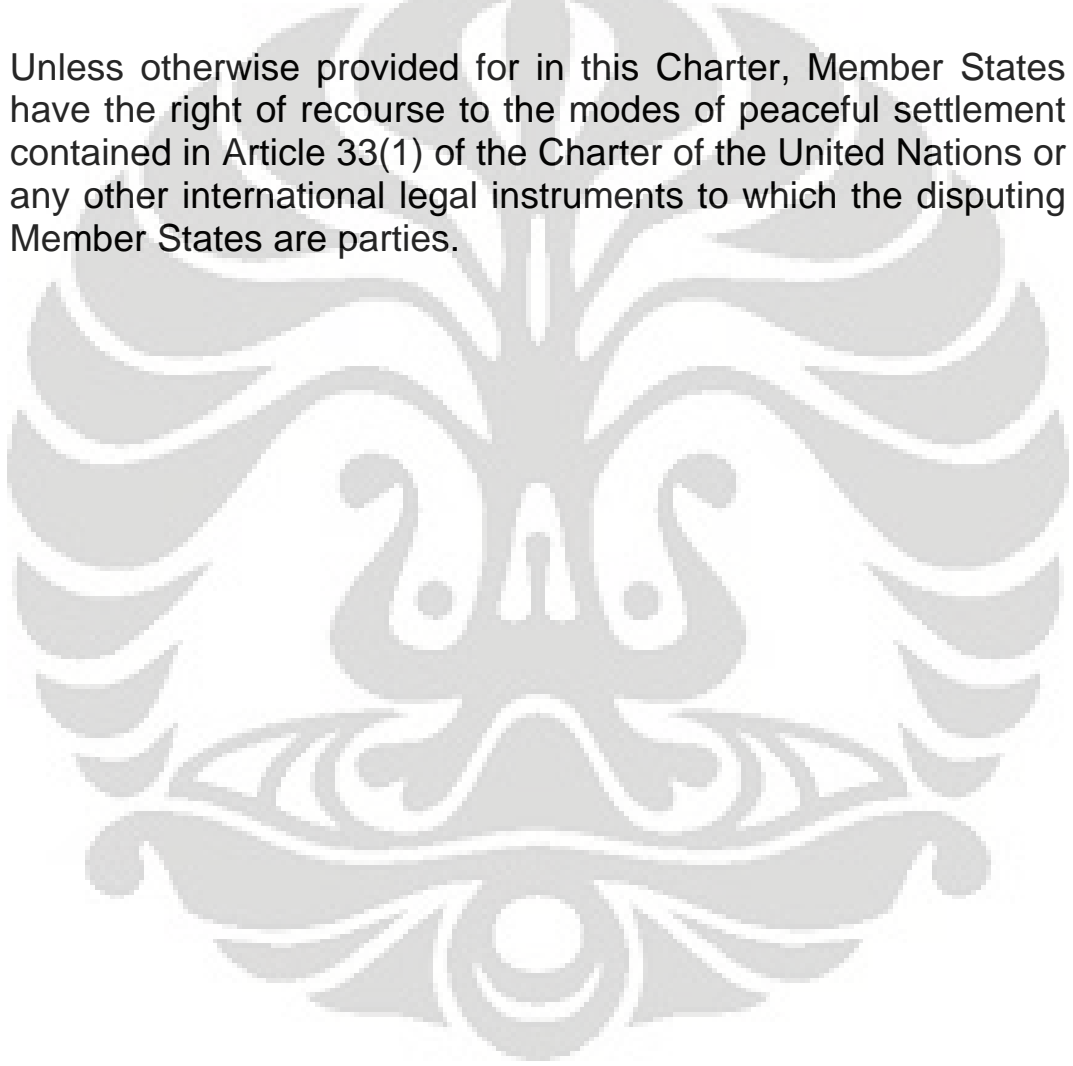 Unless otherwise provided for in this Charter, Member States
have the right of recourse to the modes of peaceful settlement
contained in Article 33(1) of the Charter of the United Nations or
any other international legal instruments to which the disputing
Member States are parties.